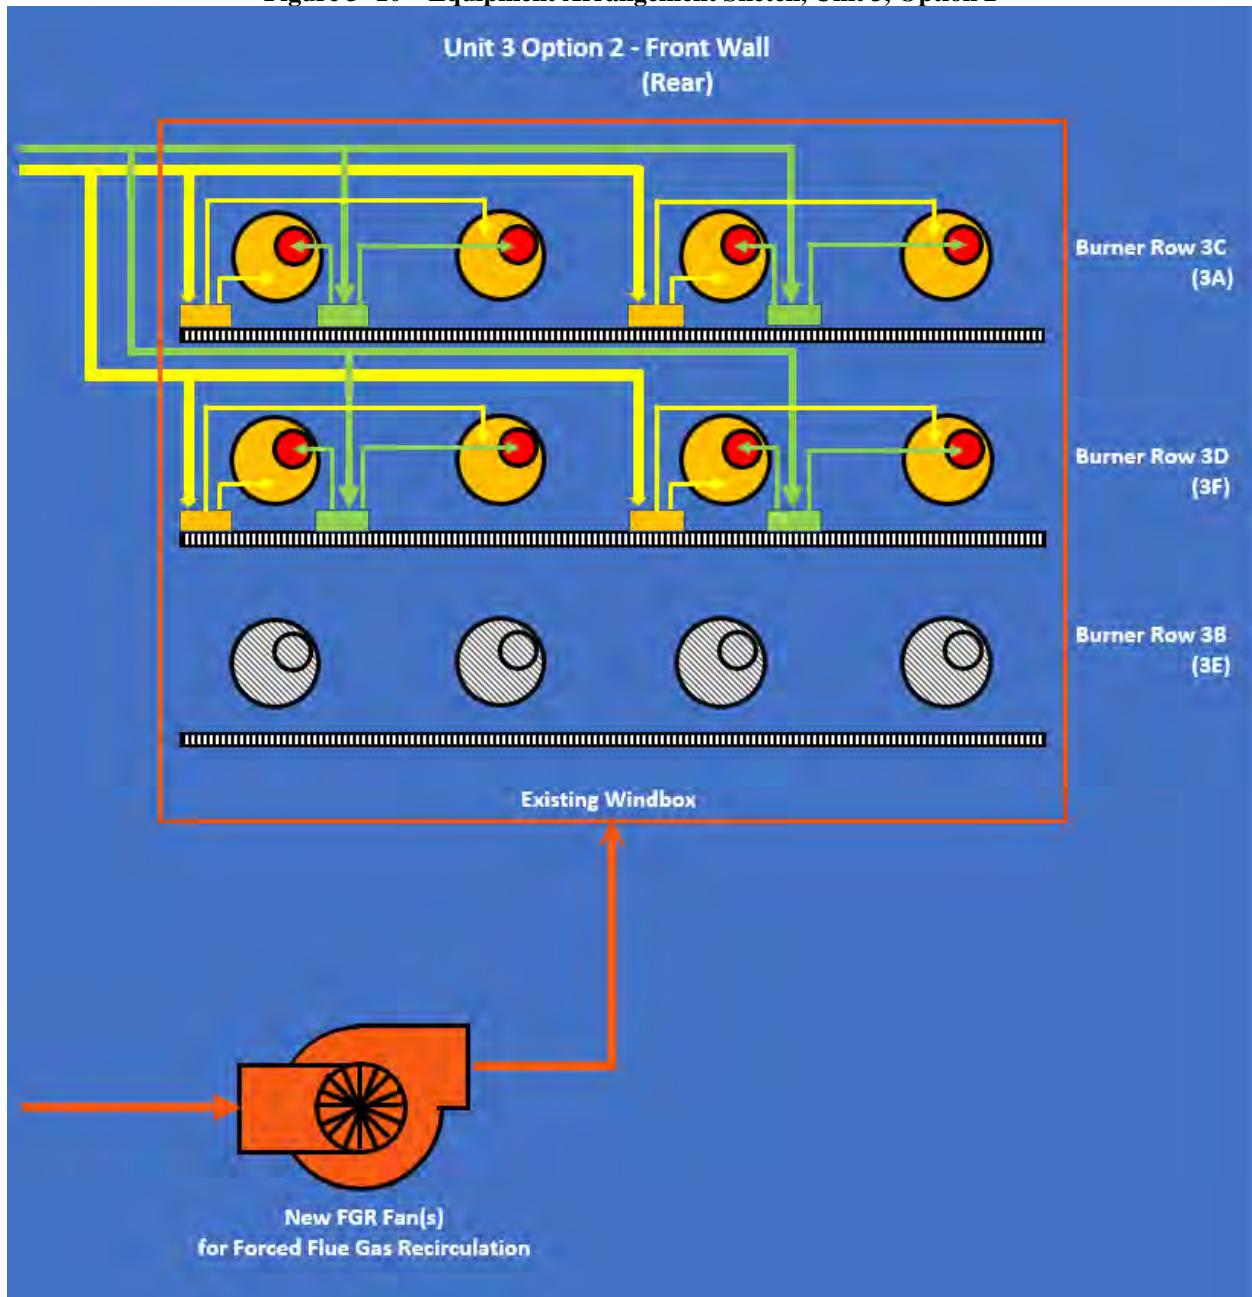 Unit 3 Option 2 - Front Wall
(Rear)
Burner Row 3C
(3A)
Burner Row 3D
(3F)
Burner Row 3B
(3E)
Existing Windbox
New FGR Fan(s)
for Forced Flue Gas Recirculation